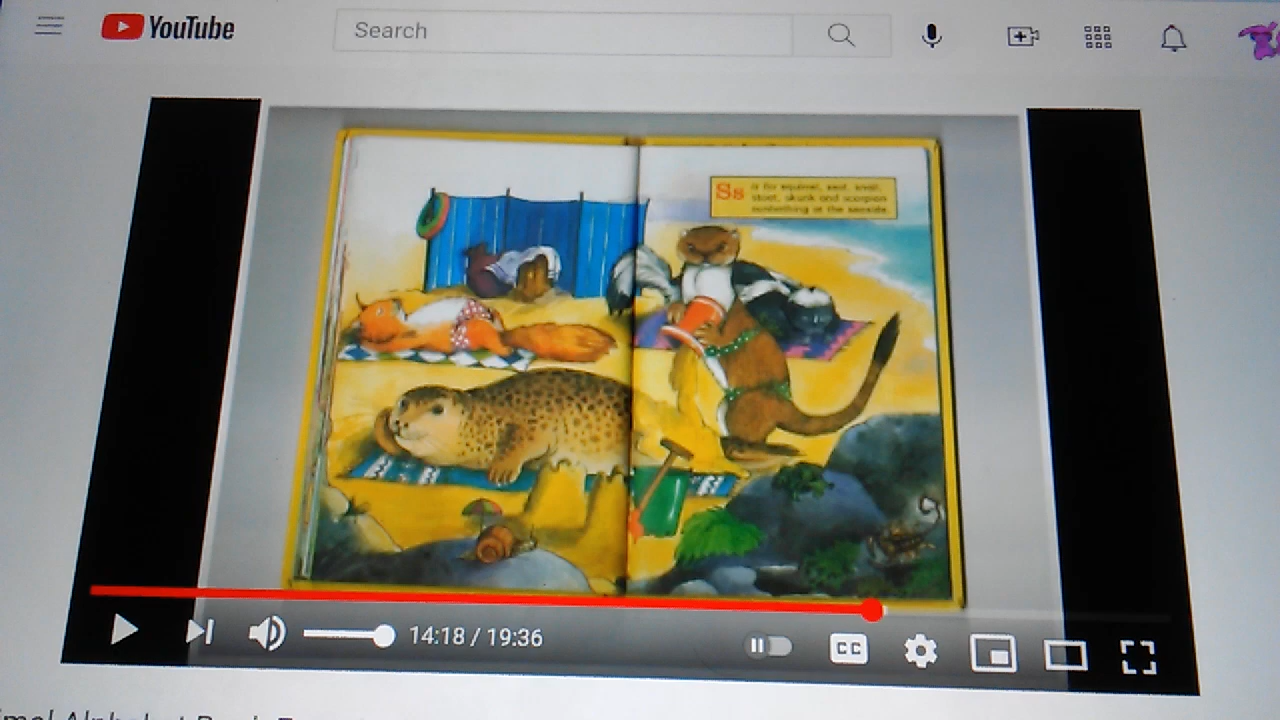 YouTube
Search
Ss is for squirrel, seal, snail,
stoat, skunk and scorpion
sunbathing at the seaside.
14:18 / 19:36
CC
Alphabet